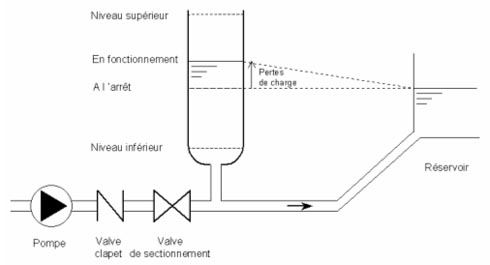 Niveau supérieur
En fonctionnement
Pertes
de charge
A l'arrêt
Niveau inférieur
Réservoir
Pompe
Valve
clapet
Valve
de sectionnement